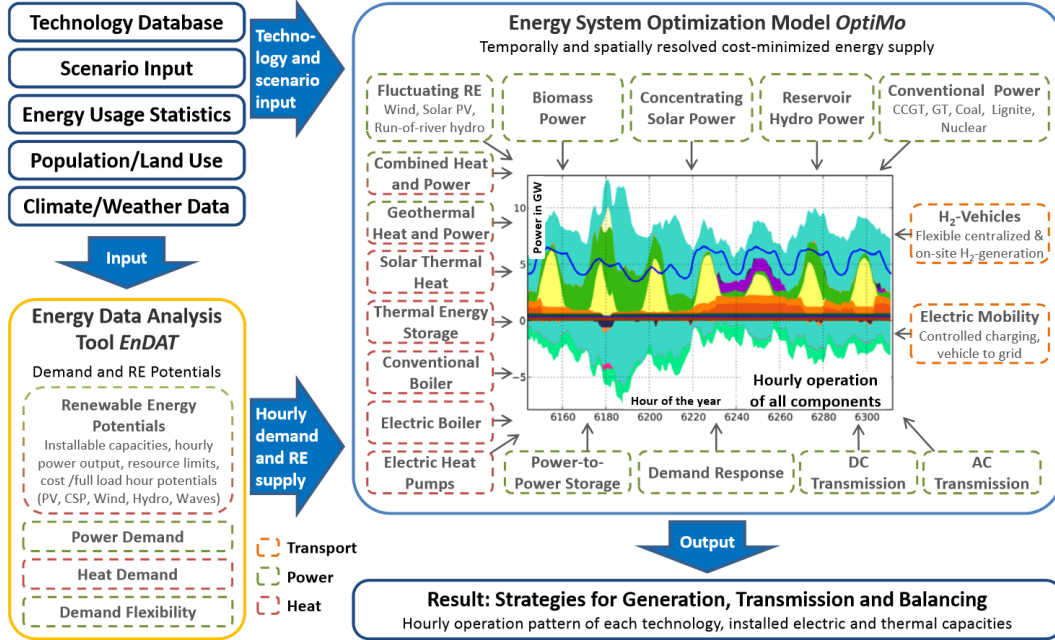 Technology Database
Scenario Input
Energy Usage Statistics
Population/Land Use
Climate/Weather Data
Techno-
logy and
scenario
input
Input
Energy Data Analysis
Tool EnDAT
Demand and RE Potentials
Renewable Energy
Potentials
Installable capacities, hourly
power output, resource limits,
cost /full load hour potentials
(PV, CSP, Wind, Hydro, Waves)
Power Demand
Heat Demand
Demand Flexibility
Hourly
demand
and RE
supply
Transport
Power
Heat
Energy System Optimization Model OptiMo
Temporally and spatially resolved cost-minimized energy supply
Fluctuating RE
Wind, Solar PV,
Run-of-river hydro
Biomass
Power
Concentrating
Solar Power
Reservoir
Hydro Power
Conventional Power
CCGT, GT, Coal, Lignite,
Nuclear
Combined Heat
and Power
Geothermal
Heat and Power
Solar Thermal
Heat
Thermal Energy
Storage
Conventional
Boiler
Electric Boiler
Electric Heat
Pumps
Power in GW
10
5
0
-5
Hourly operation
of all components
Hour of the year
6160 6180 6200 6220 6240 6260 6280 6300
H2-Vehicles
Flexible centralized &
on-site H2-generation
Electric Mobility
Controlled charging,
vehicle to grid
Power-to-
Power Storage
Demand Response
DC
Transmission
AC
Transmission
Output
Result: Strategies for Generation, Transmission and Balancing
Hourly operation pattern of each technology, installed electric and thermal capacities